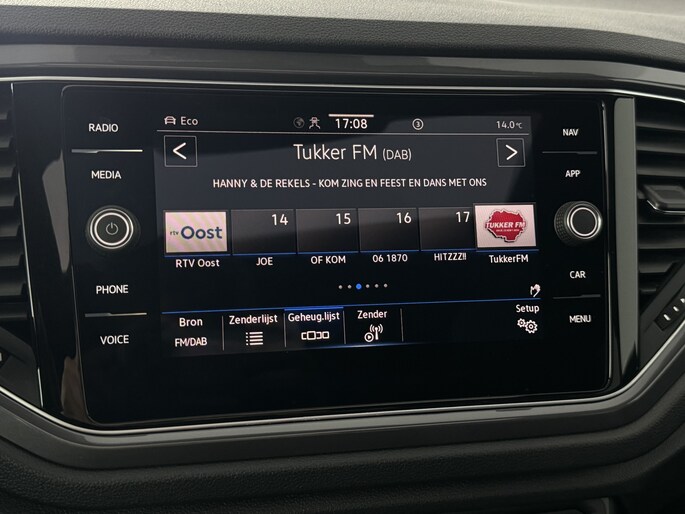 RADIO
MEDIA
PHONE
VOICE
Eco
17:08
3
14.0°C
Tukker FM (DAB)
HANNY & DE REKELS - KOM ZING EN FEEST EN DANS MET ONS
rtv Oost
14
15
16
17
TUKKER FM
RTV Oost
JOE
OF KOM
06 1870
HITZZZ!!
TukkerFM
Bron
Zenderlijst
Geheug.lijst
Zender
Setup
FM/DAB
NAV
APP
CAR
MENU